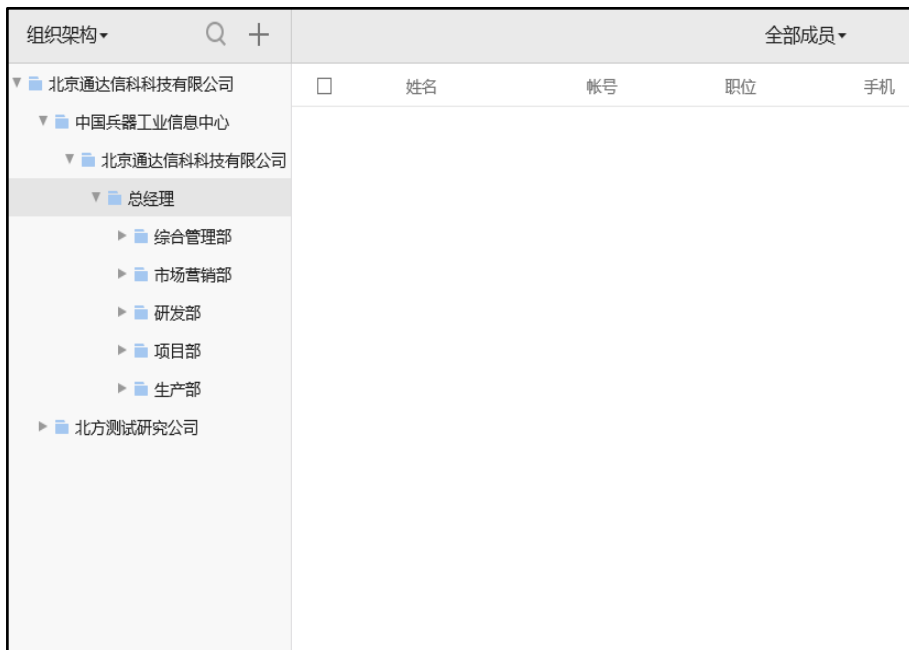 组织架构
全部成员
姓名 帐号 职位 手机
北京通达信科科技有限公司
中国兵器工业信息中心
北京通达信科科技有限公司
总经理
综合管理部
市场营销部
研发部
项目部
生产部
北方测试研究公司